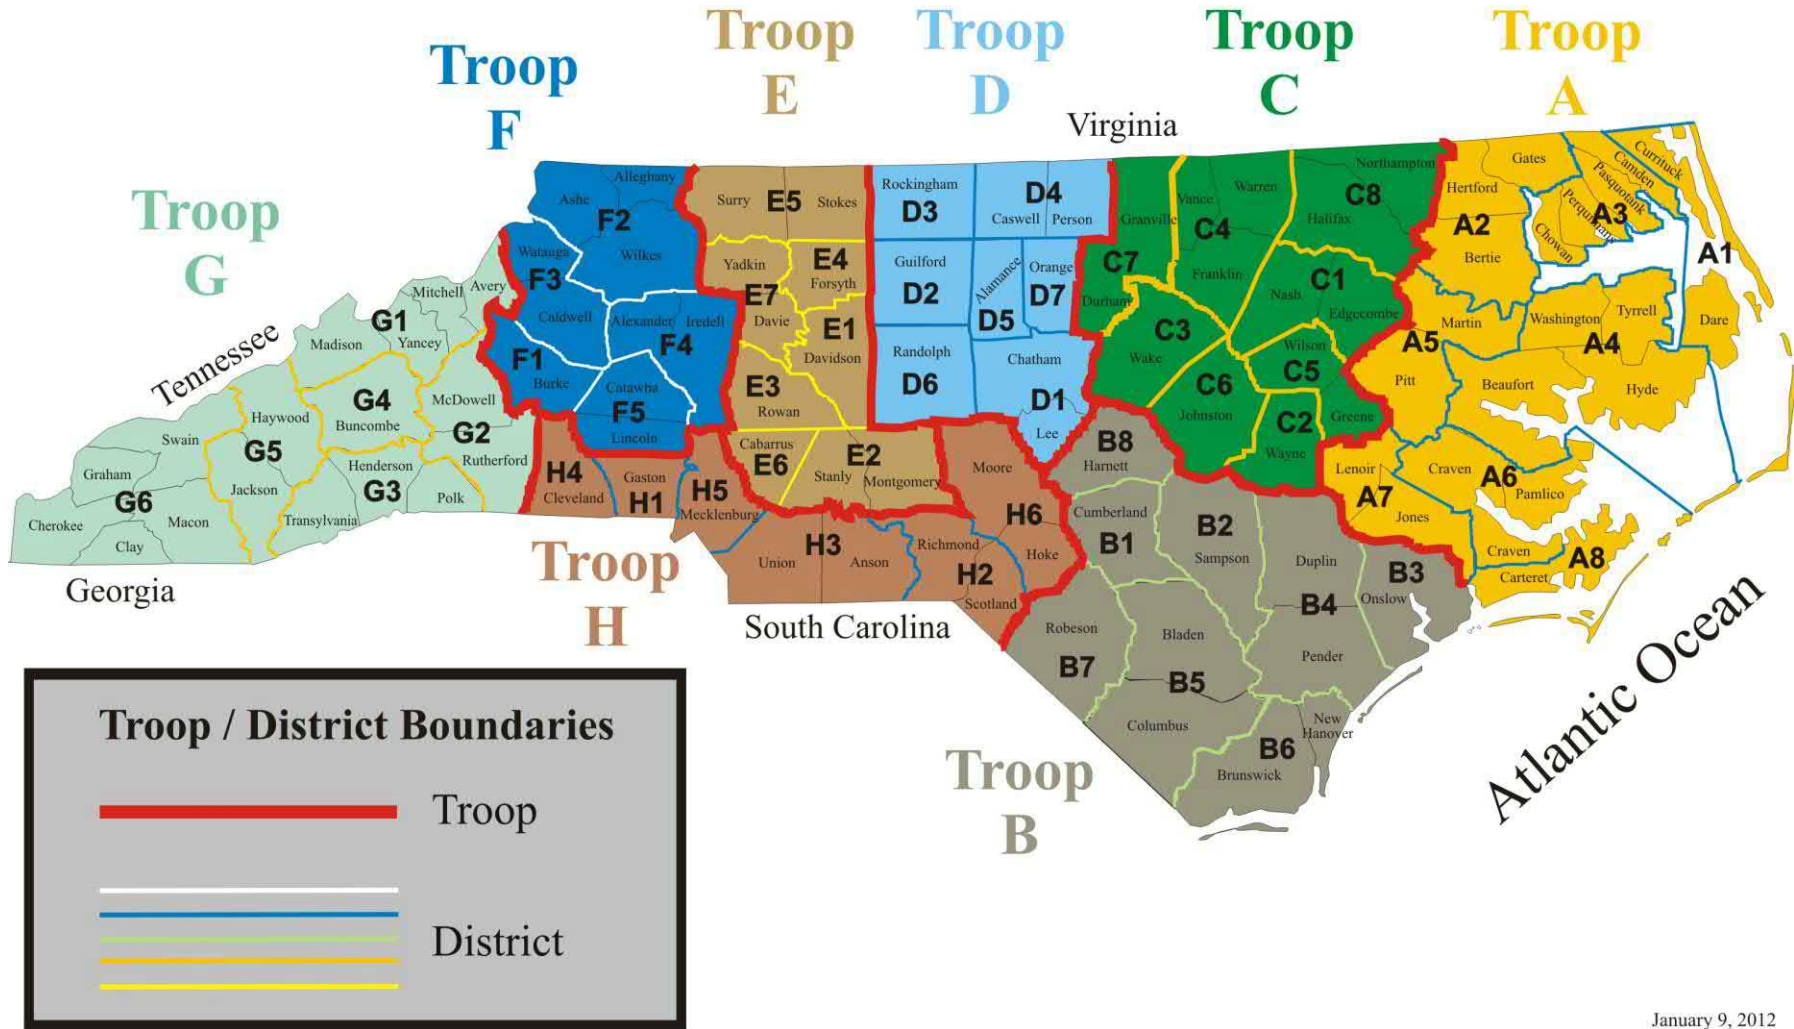 Troop
E
Troop
D
Troop
C
Troop
A
Troop
F
Troop
G
Virginia
Tennessee
Georgia
Troop
H
South Carolina
Troop
B
Atlantic Ocean
Alleghany
Ashe
F2
Wilkes
Watauga
F3
Caldwell
Alexander
Iredell
F4
F1
Burke
Catawba
F5
Lincoln
Avery
Mitchell
G1
Yancey
Madison
McDowell
G4
Buncombe
Haywood
G2
Rutherford
Swain
G5
Henderson
G3
Polk
Graham
Jackson
Transylvania
G6
Macon
Cherokee
Clay
Surry
E5
Stokes
Yadkin
E4
Forsyth
E7
Davie
E1
Davidson
E3
Rowan
Cabarrus
E6
E2
Stanly
Montgomery
Rockingham
D3
D4
Caswell
Person
Guilford
D2
Alamance
D5
Orange
D7
Randolph
D6
Chatham
D1
Lee
Granville
C7
Durham
Vance
Warren
C4
Franklin
Northampton
C8
Halifax
C1
Nash
Edgecombe
C3
Wake
Wilson
C5
C6
Johnston
C2
Wayne
Greene
Gates
Hertford
A2
Bertie
Currituck
Camden
Pasquotank
Perquimans
A3
Chowan
A1
Martin
A5
Pitt
Washington
Tyrrell
A4
Dare
Beaufort
Hyde
Lenoir
A7
Jones
Craven
A6
Pamlico
Craven
A8
Carteret
H4
Cleveland
Gaston
H1
H5
Mecklenburg
H3
Union
Anson
Moore
H6
Hoke
Richmond
H2
Scotland
B8
Harnett
Cumberland
B1
B2
Sampson
Duplin
B4
Pender
B3
Onslow
Robeson
B7
Bladen
B5
Columbus
New
Hanover
B6
Brunswick
Troop / District Boundaries
Troop
District
January 9, 2012